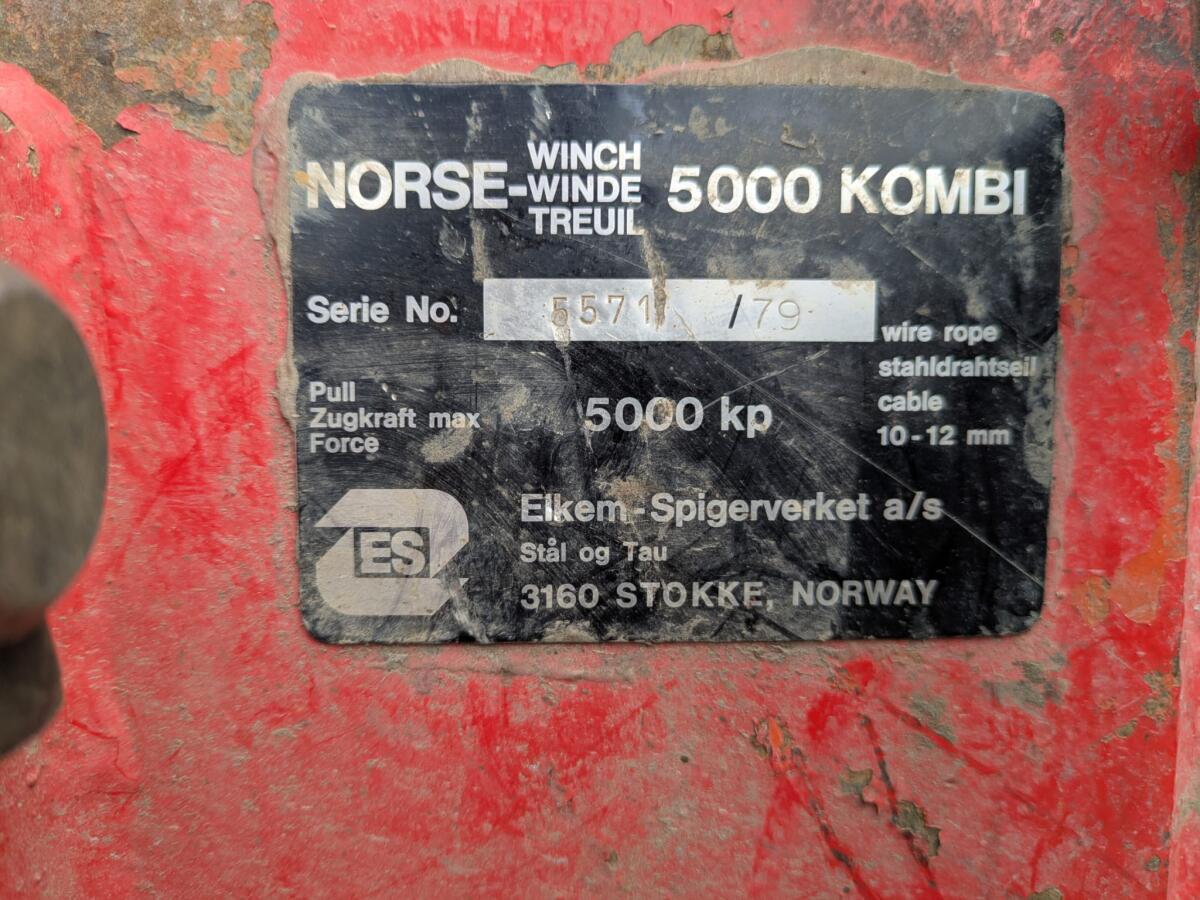 NORSE-
WINCH
WINDE
TREUIL
5000 KOMBI
Serie No. 5571 /79
wire rope
stahldrahtseil
cable
10-12 mm
Pull
Zugkraft max
Force
5000 kp
ES
Elkem-Spigerverket a/s
Stål og Tau
3160 STOKKE, NORWAY